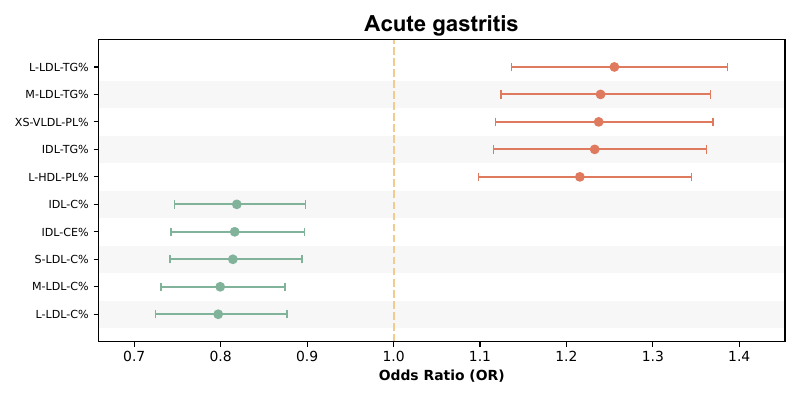 Acute gastritis
L-LDL-TG%
M-LDL-TG%
XS-VLDL-PL%
IDL-TG%
L-HDL-PL%
IDL-C%
IDL-CE%
S-LDL-C%
M-LDL-C%
L-LDL-C%
0.7 0.8 0.9 1.0 1.1 1.2 1.3 1.4
Odds Ratio (OR)